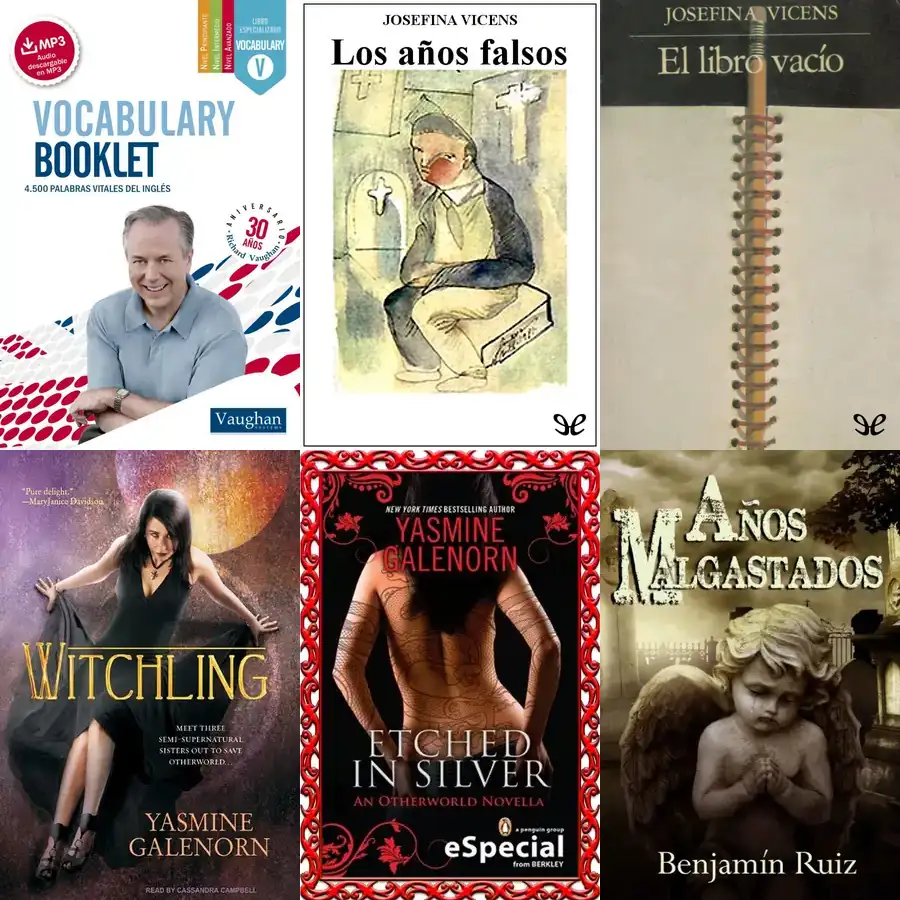 MP3
Audio
descargable
en MP3
NIVEL PRINCIPIANTE
NIVEL INTERMEDIO
NIVEL AVANZADO
LIBRO
ESPECIALIZADO
VOCABULARY
V
VOCABULARY
BOOKLET
4.500 PALABRAS VITALES DEL INGLÉS
ANIVERSARIO
30
AÑOS
Richard Vaughan
Vaughan
SYSTEMS
JOSEFINA VICENS
Los años falsos
JOSEFINA VICENS
El libro vacío
"Pure delight."
—MaryJanice Davidson
WITCHLING
MEET THREE
SEMI-SUPERNATURAL
SISTERS OUT TO SAVE
OTHERWORLD...
YASMINE
GALENORN
READ BY CASSANDRA CAMPBELL
NEW YORK TIMES BESTSELLING AUTHOR
YASMINE
GALENORN
ETCHED
IN SILVER
AN OTHERWORLD NOVELLA
a penguin group
eSpecial
from BERKLEY
AÑOS
MALGASTADOS
Benjamín Ruiz